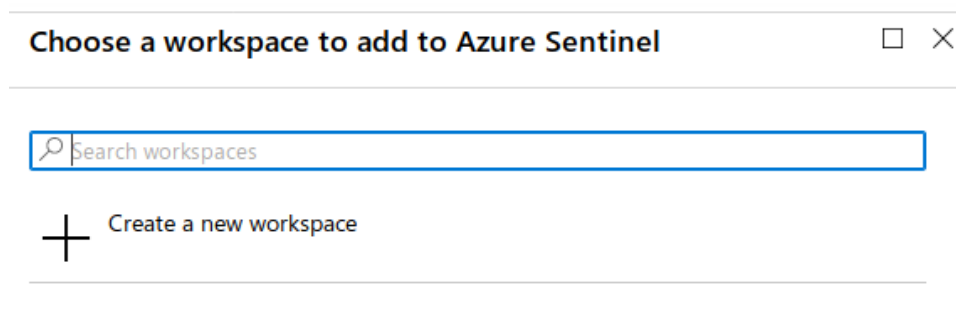 Choose a workspace to add to Azure Sentinel
Search workspaces
Create a new workspace